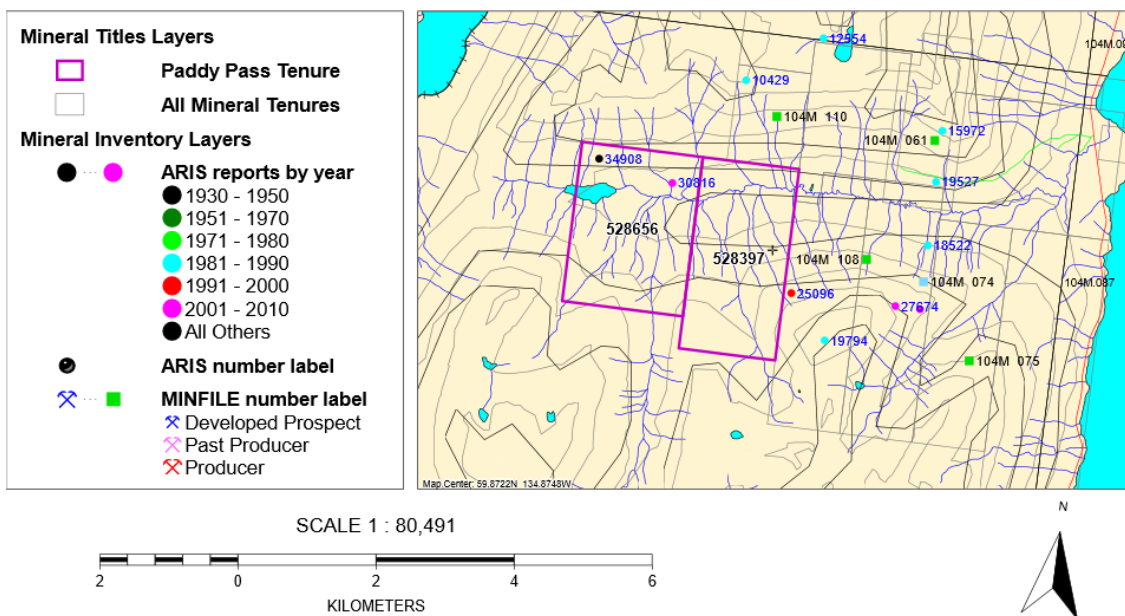 Mineral Titles Layers
Paddy Pass Tenure
All Mineral Tenures
Mineral Inventory Layers
ARIS reports by year
1930 - 1950
1951 - 1970
1971 - 1980
1981 - 1990
1991 - 2000
2001 - 2010
All Others
ARIS number label
MINFILE number label
Developed Prospect
Past Producer
Producer
12554
10429
104M 110
15972
104M 061
34908
30816
19527
528656
528397
18522
104M 108
104M 074
104M.087
25096
27674
19794
104M 075
Map Center: 59.8722N 134.8748W
SCALE 1 : 80,491
2 0 2 4 6
KILOMETERS
N